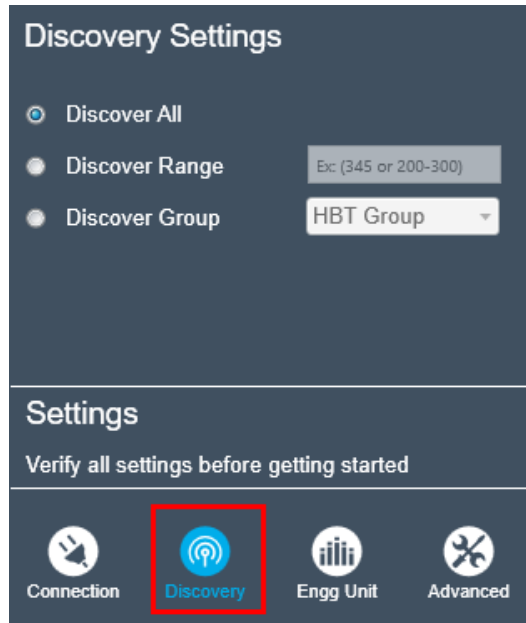 Discovery Settings
Discover All
Discover Range Ex: (345 or 200-300)
Discover Group HBT Group
Settings
Verify all settings before getting started
Connection Discovery Engg Unit Advanced